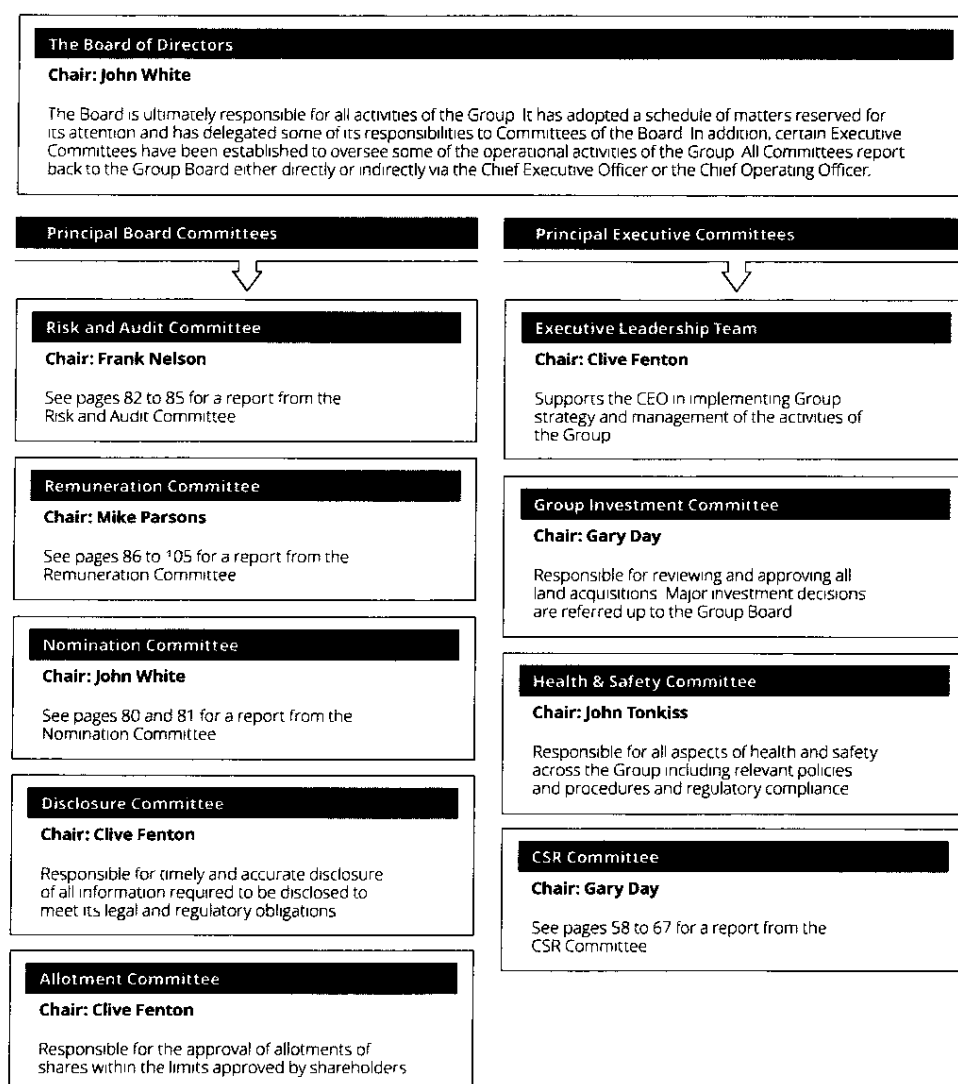 The Board of Directors
Chair: John White
The Board is ultimately responsible for all activities of the Group It has adopted a schedule of matters reserved for
its attention and has delegated some of its responsibilities to Committees of the Board In addition, certain Executive
Committees have been established to oversee some of the operational activities of the Group All Committees report
back to the Group Board either directly or indirectly via the Chief Executive Officer or the Chief Operating Officer.
Principal Board Committees
Risk and Audit Committee
Chair: Frank Nelson
See pages 82 to 85 for a report from the
Risk and Audit Committee
Remuneration Committee
Chair: Mike Parsons
See pages 86 to 105 for a report from the
Remuneration Committee
Nomination Committee
Chair: John White
See pages 80 and 81 for a report from the
Nomination Committee
Disclosure Committee
Chair: Clive Fenton
Responsible for timely and accurate disclosure
of all information required to be disclosed to
meet its legal and regulatory obligations
Allotment Committee
Chair: Clive Fenton
Responsible for the approval of allotments of
shares within the limits approved by shareholders
Principal Executive Committees
Executive Leadership Team
Chair: Clive Fenton
Supports the CEO in implementing Group
strategy and management of the activities of
the Group
Group Investment Committee
Chair: Gary Day
Responsible for reviewing and approving all
land acquisitions Major investment decisions
are referred up to the Group Board
Health & Safety Committee
Chair: John Tonkiss
Responsible for all aspects of health and safety
across the Group including relevant policies
and procedures and regulatory compliance
CSR Committee
Chair: Gary Day
See pages 58 to 67 for a report from the
CSR Committee